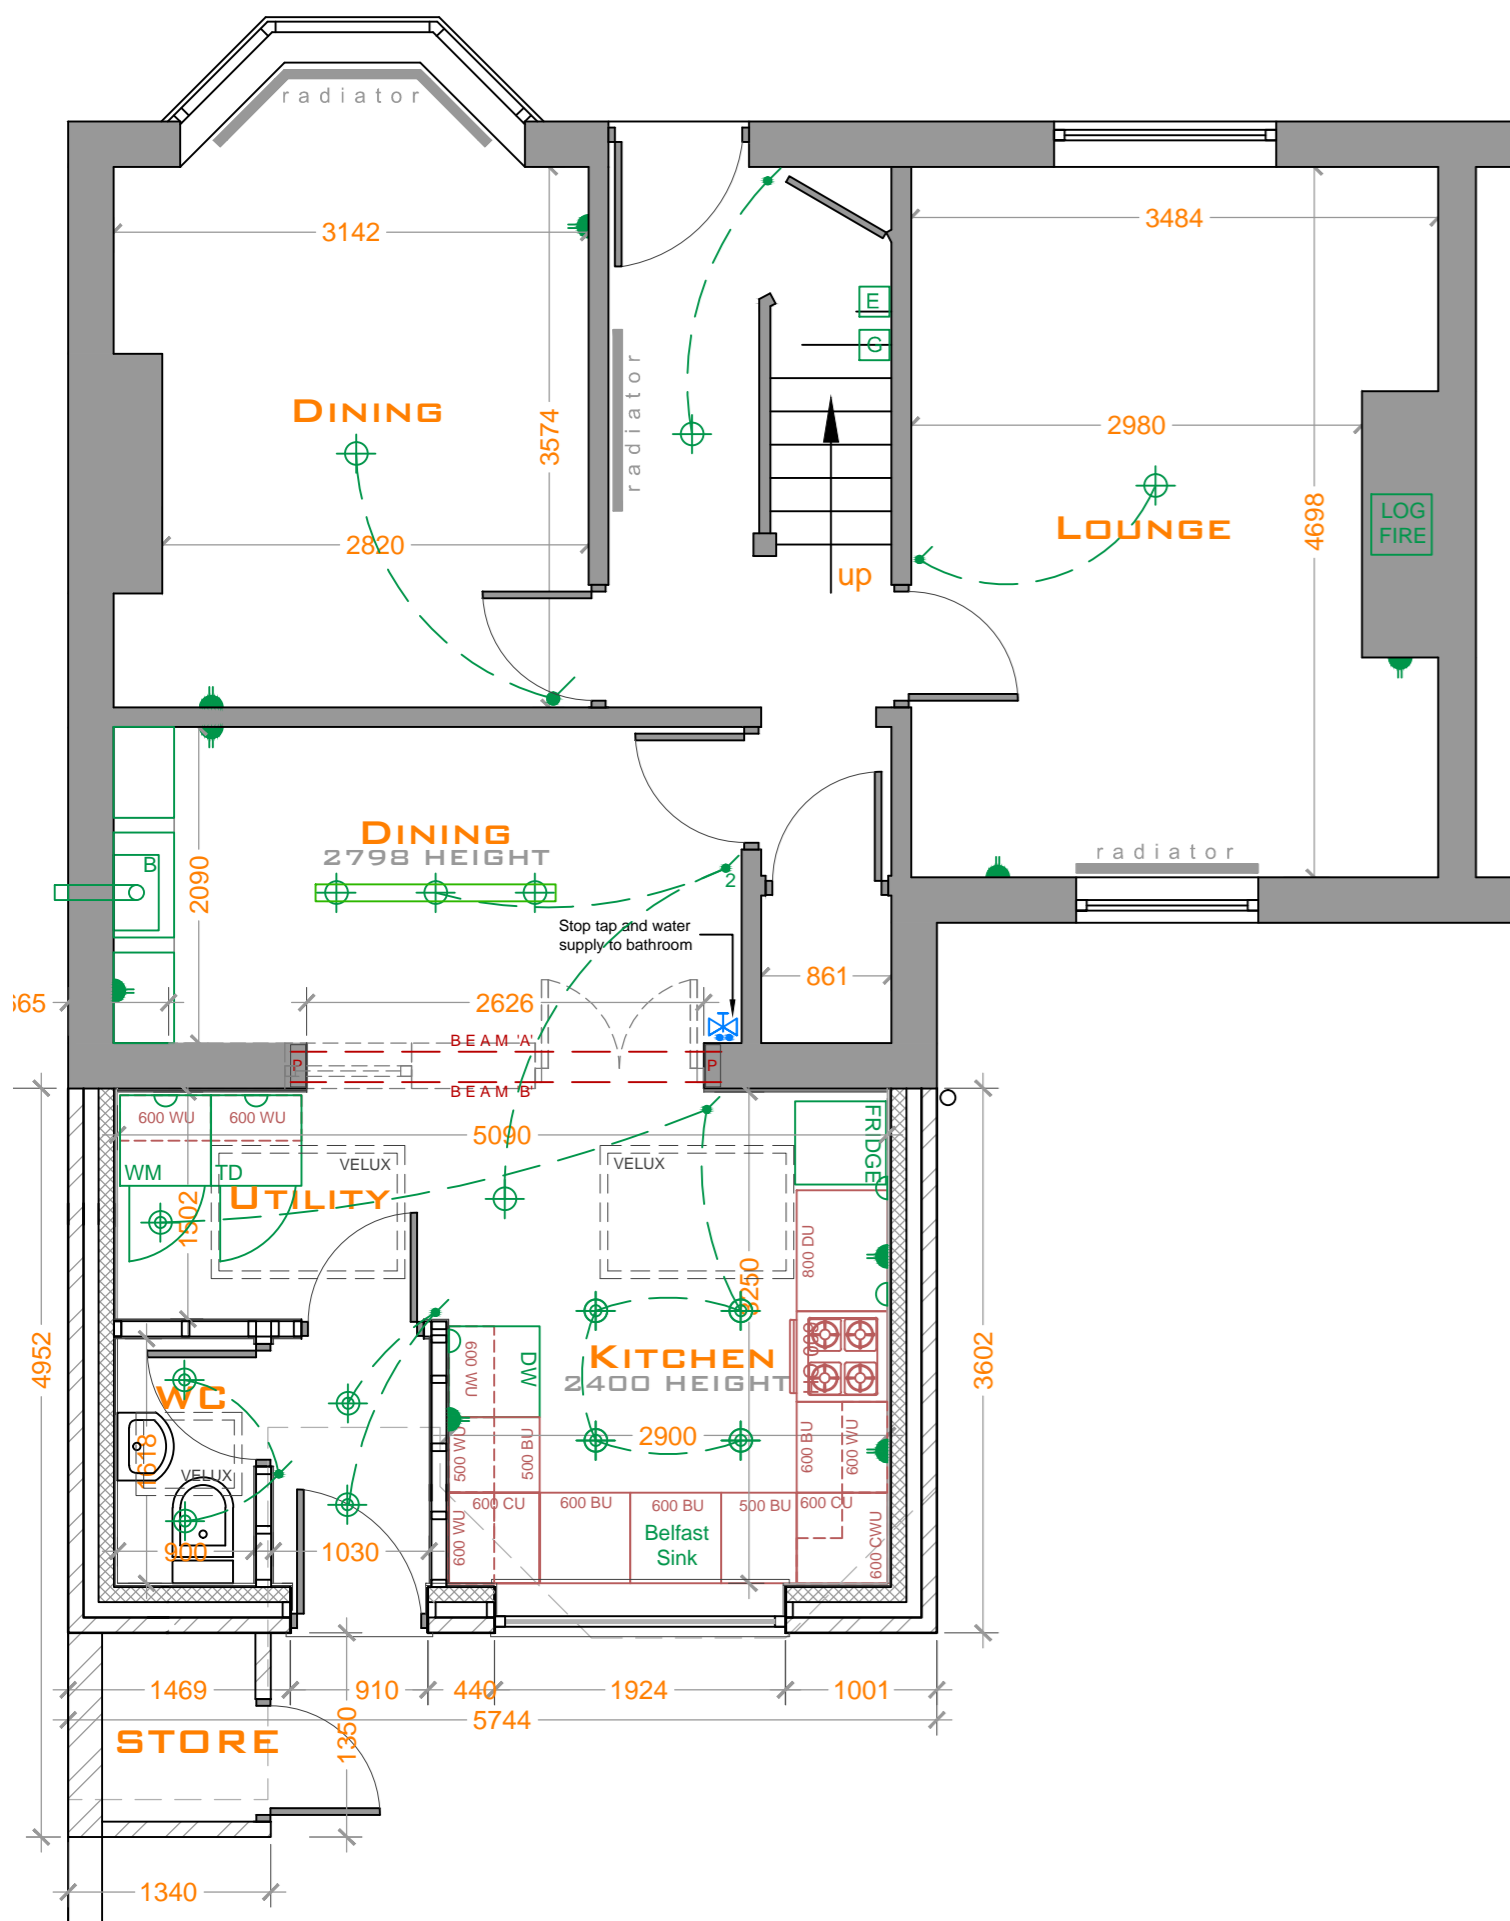 radiator
3142
3484
E
G
radiator
DINING
3574
2980
LOUNGE
4698
LOG
FIRE
2820
up
DINING
2798 HEIGHT
B
2090
2
Stop tap and water
supply to bathroom
radiator
861
2626
BEAM 'A'
P
P
BEAM 'B'
600 WU
600 WU
5090
FRIDGE
WM
TD
VELUX
VELUX
UTILITY
1502
800 DU
3602
4952
600 WU
DW
KITCHEN
2400 HEIGHT
WC
1618
VELUX
2900
500 WU
500 BU
600 BU
600 WU
600 CU
600 BU
600 BU
500 BU
600 CU
600 WU
Belfast
Sink
600 CWU
900
1030
1469
910
440
1924
1001
5744
STORE
1350
1340